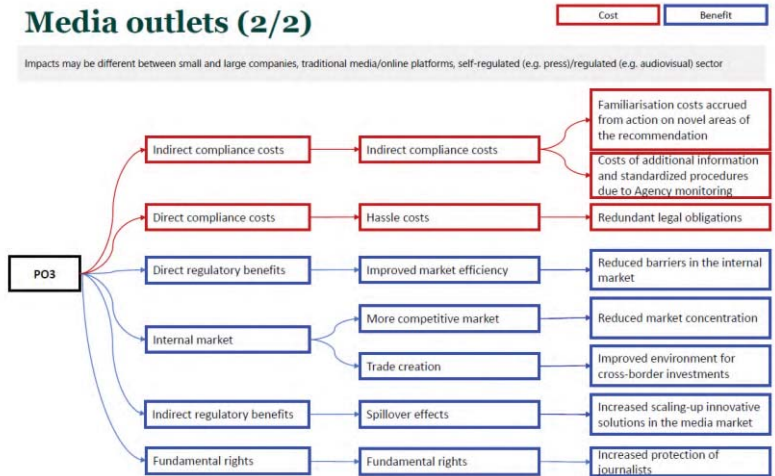 Media outlets (2/2)
Cost
Benefit
Impacts may be different between small and large companies, traditional media/online platforms, self-regulated (e.g. press)/regulated (e.g. audiovisual) sector
PO3
Indirect compliance costs
Indirect compliance costs
Familiarisation costs accrued
from action on novel areas of
the recommendation
Costs of additional information
and standardized procedures
due to Agency monitoring
Direct compliance costs
Hassle costs
Redundant legal obligations
Direct regulatory benefits
Improved market efficiency
Reduced barriers in the internal
market
Internal market
More competitive market
Reduced market concentration
Trade creation
Improved environment for
cross-border investments
Indirect regulatory benefits
Spillover effects
Increased scaling-up innovative
solutions in the media market
Fundamental rights
Fundamental rights
Increased protection of
journalists